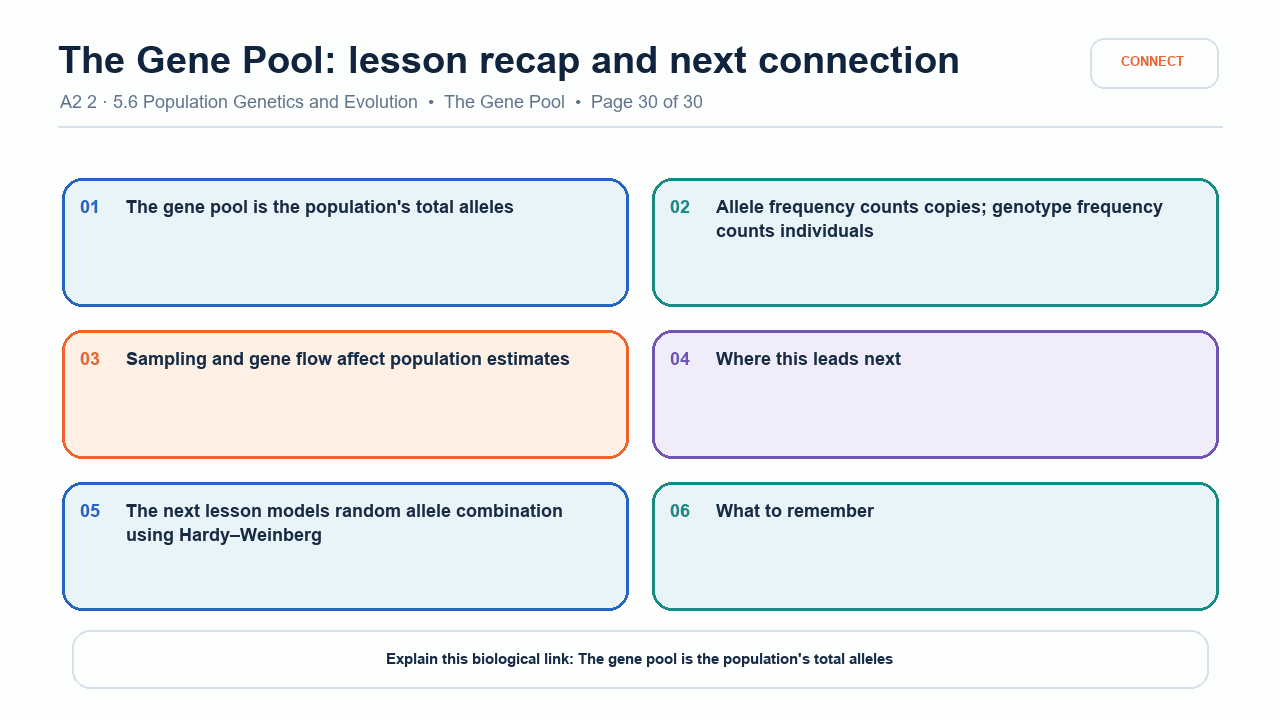 The Gene Pool: lesson recap and next connection
CONNECT
A2 2 · 5.6 Population Genetics and Evolution • The Gene Pool • Page 30 of 30
01 The gene pool is the population's total alleles
02 Allele frequency counts copies; genotype frequency
counts individuals
03 Sampling and gene flow affect population estimates
04 Where this leads next
05 The next lesson models random allele combination
using Hardy–Weinberg
06 What to remember
Explain this biological link: The gene pool is the population's total alleles